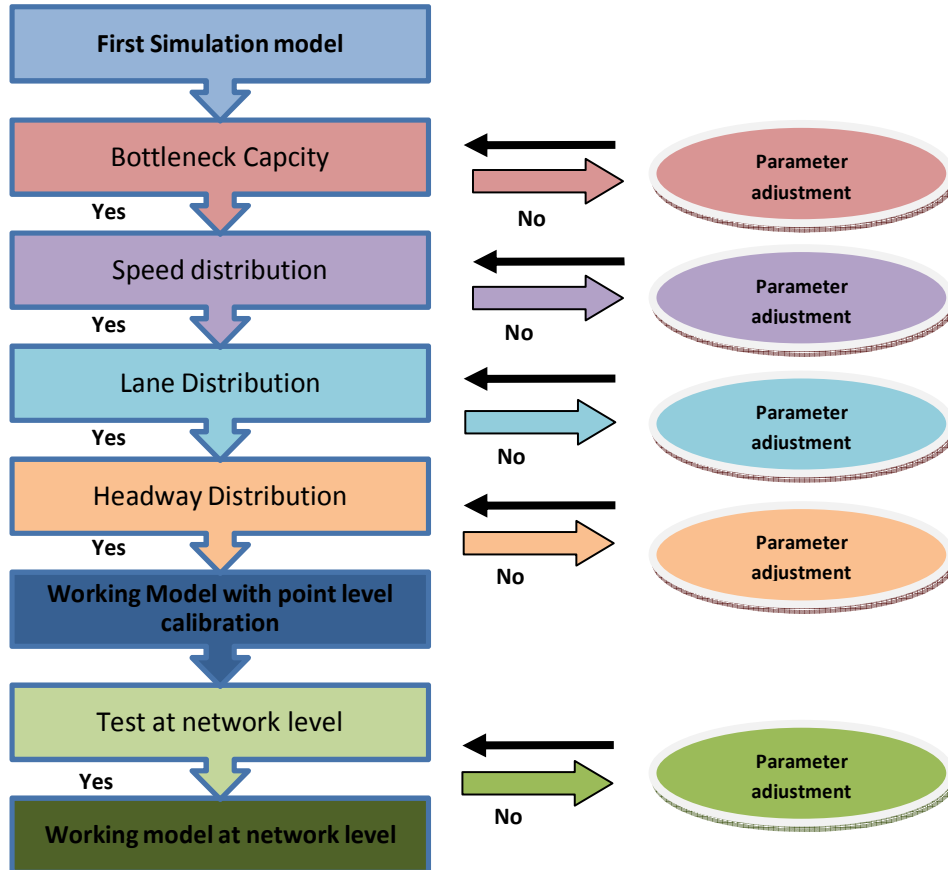 First Simulation model
Bottleneck Capcity
Parameter
adjustment
Yes
No
Speed distribution
Parameter
adjustment
Yes
No
Lane Distribution
Parameter
adjustment
Yes
No
Headway Distribution
Parameter
adjustment
Yes
No
Working Model with point level
calibration
Test at network level
Parameter
adjustment
Yes
No
Working model at network level